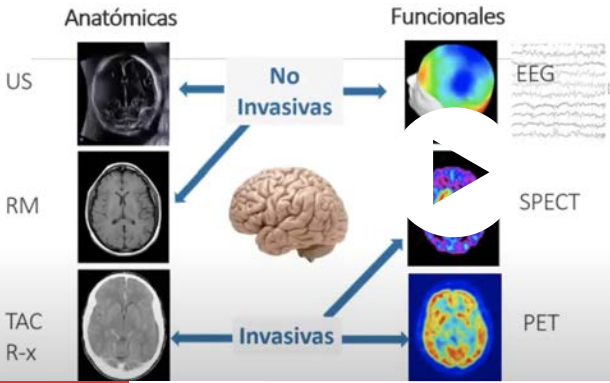 Anatómicas
Funcionales
US
No
Invasivas
EEG
RM
SPECT
TAC
R-x
Invasivas
PET